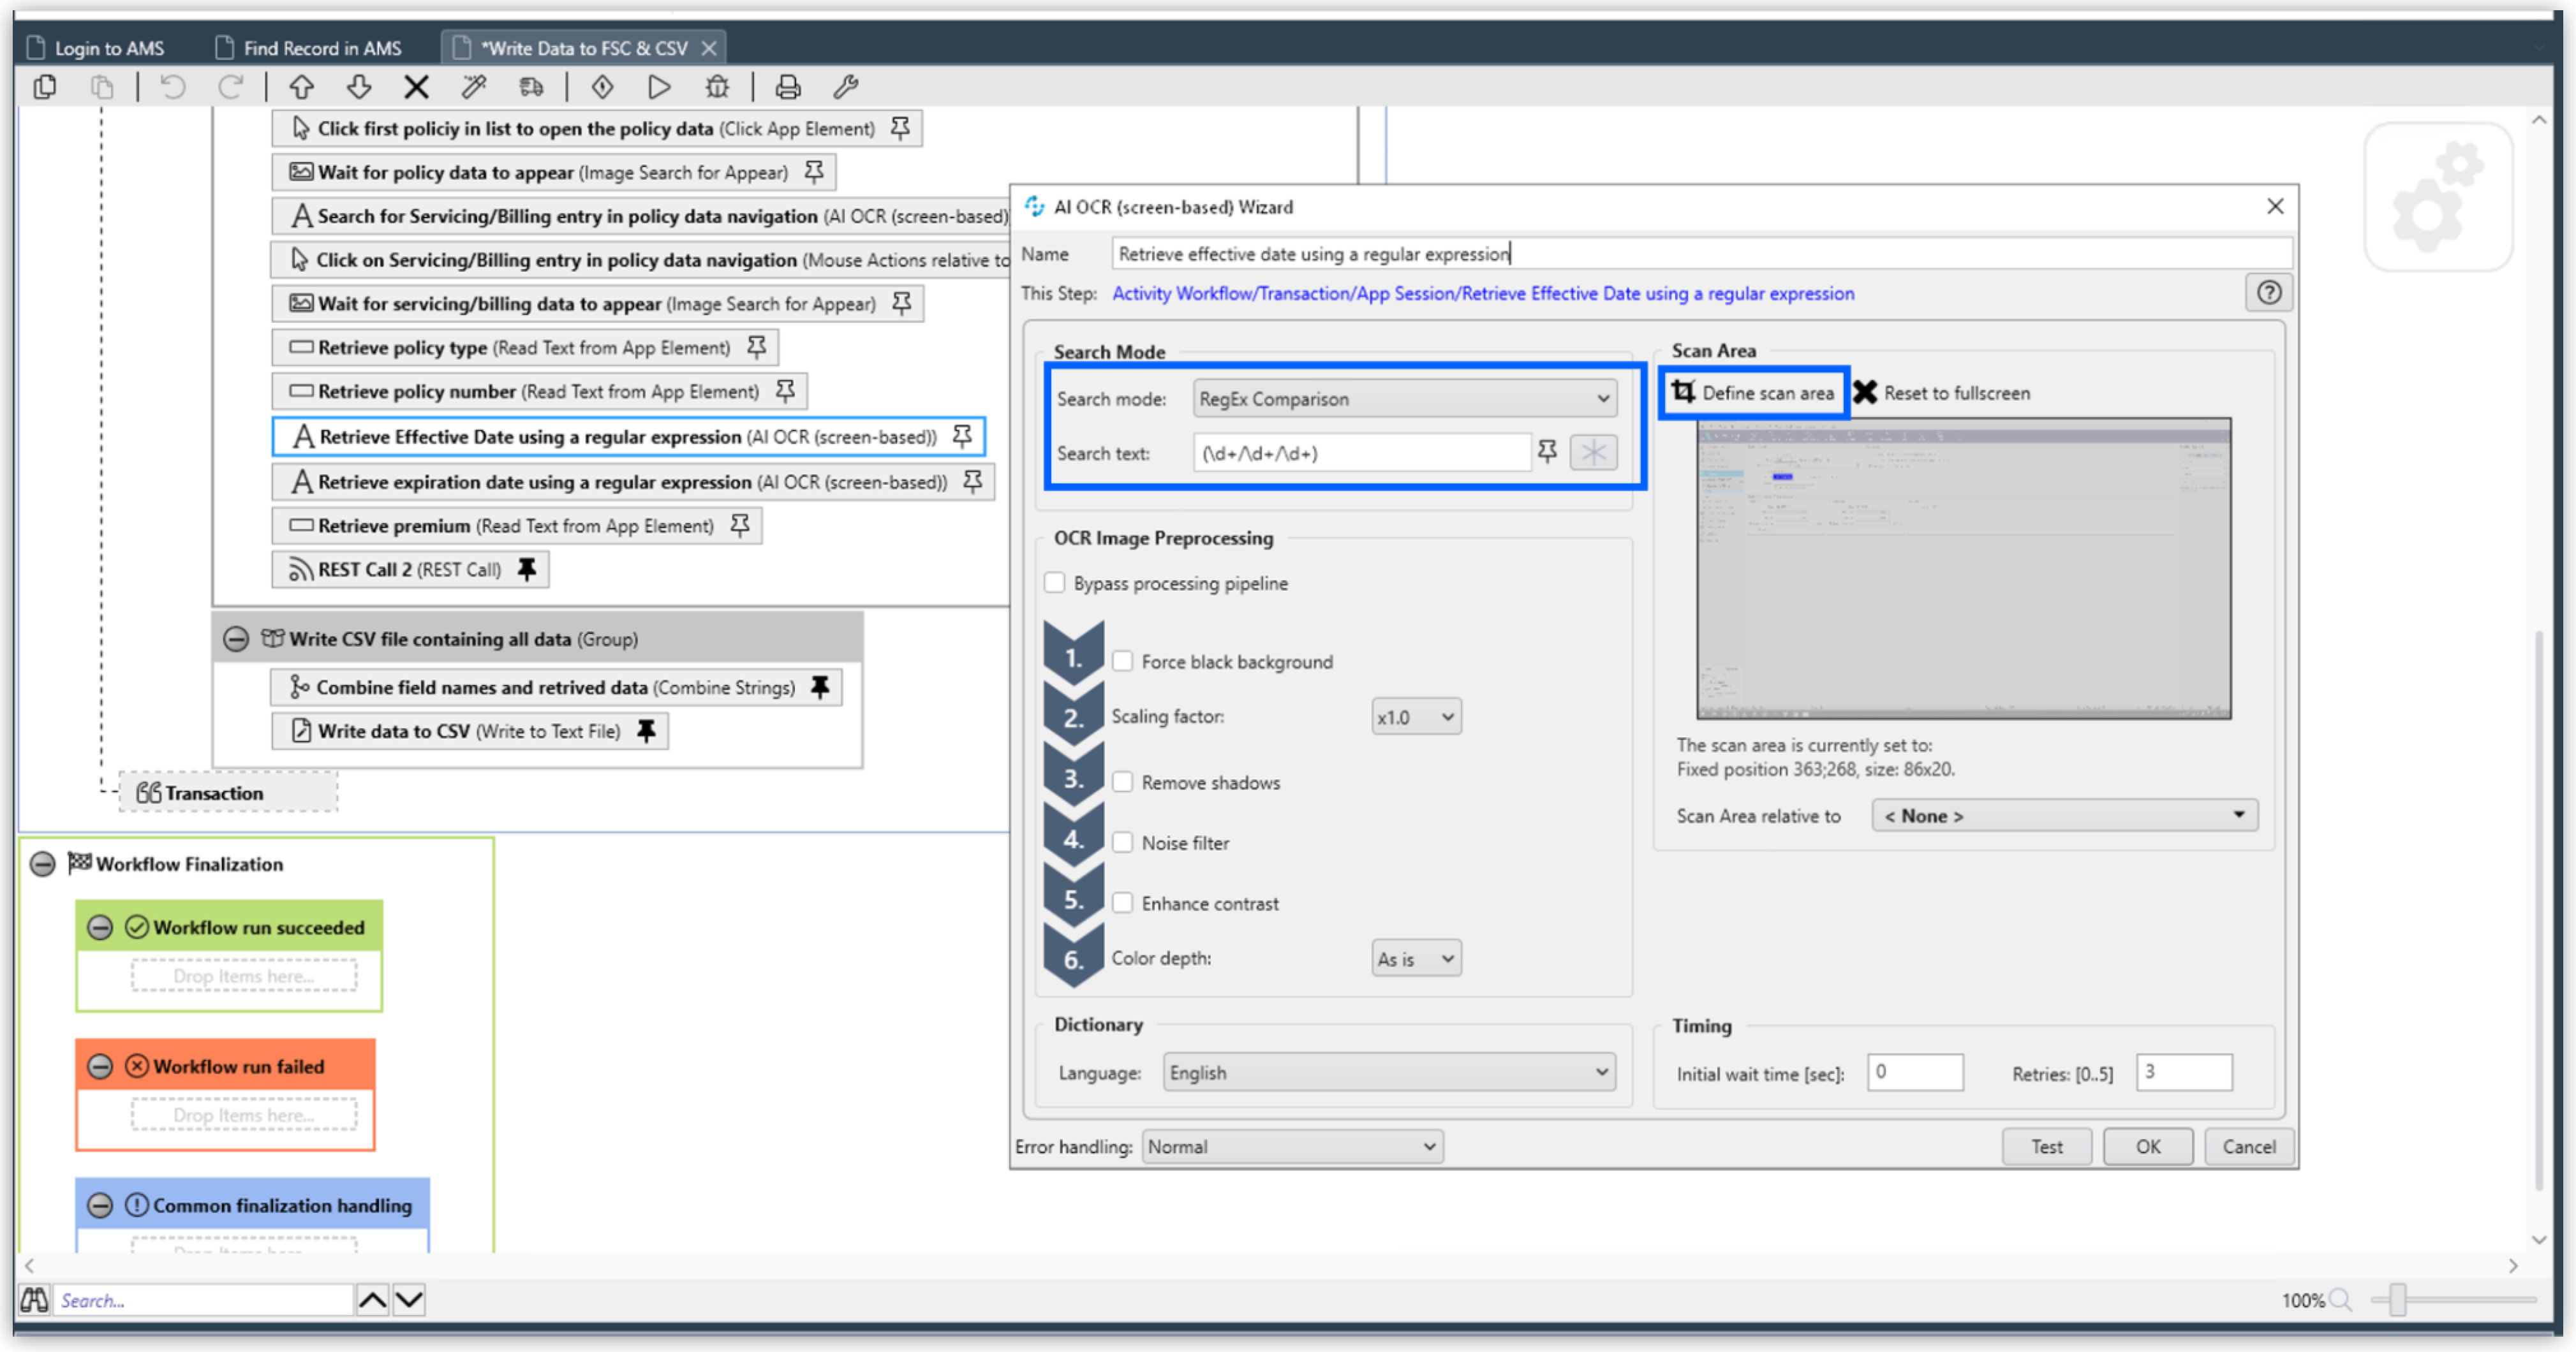 Login to AMS
Find Record in AMS
*Write Data to FSC & CSV
Click first policiy in list to open the policy data (Click App Element)
Wait for policy data to appear (Image Search for Appear)
Search for Servicing/Billing entry in policy data navigation (AI OCR (screen-based)
Click on Servicing/Billing entry in policy data navigation (Mouse Actions relative to
Wait for servicing/billing data to appear (Image Search for Appear)
Retrieve policy type (Read Text from App Element)
Retrieve policy number (Read Text from App Element)
Retrieve Effective Date using a regular expression (AI OCR (screen-based))
Retrieve expiration date using a regular expression (AI OCR (screen-based))
Retrieve premium (Read Text from App Element)
REST Call 2 (REST Call)
Write CSV file containing all data (Group)
Combine field names and retrived data (Combine Strings)
Write data to CSV (Write to Text File)
Transaction
Workflow Finalization
Workflow run succeeded
Drop Items here...
Workflow run failed
Drop Items here...
Common finalization handling
Drop Items here...
Search...
100%
AI OCR (screen-based) Wizard
Name Retrieve effective date using a regular expression
This Step: Activity Workflow/Transaction/App Session/Retrieve Effective Date using a regular expression
Search Mode
Search mode: RegEx Comparison
Search text: (\d+/\d+/\d+)
OCR Image Preprocessing
Bypass processing pipeline
1. Force black background
2. Scaling factor: x1.0
3. Remove shadows
4. Noise filter
5. Enhance contrast
6. Color depth: As is
Dictionary
Language: English
Scan Area
Define scan area Reset to fullscreen
The scan area is currently set to:
Fixed position 363;268, size: 86x20.
Scan Area relative to < None >
Timing
Initial wait time [sec]: 0 Retries: [0..5] 3
Error handling: Normal
Test OK Cancel